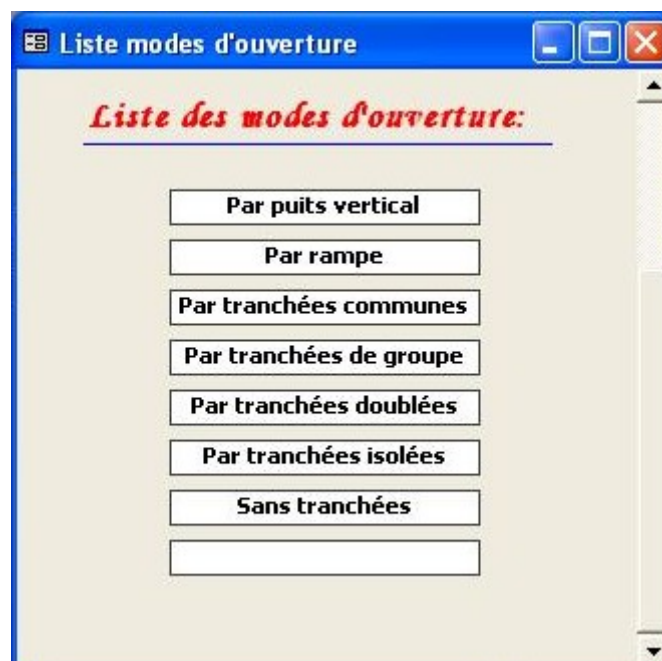 Liste modes d'ouverture
Liste des modes d'ouverture:
Par puits vertical
Par rampe
Par tranchées communes
Par tranchées de groupe
Par tranchées doublées
Par tranchées isolées
Sans tranchées